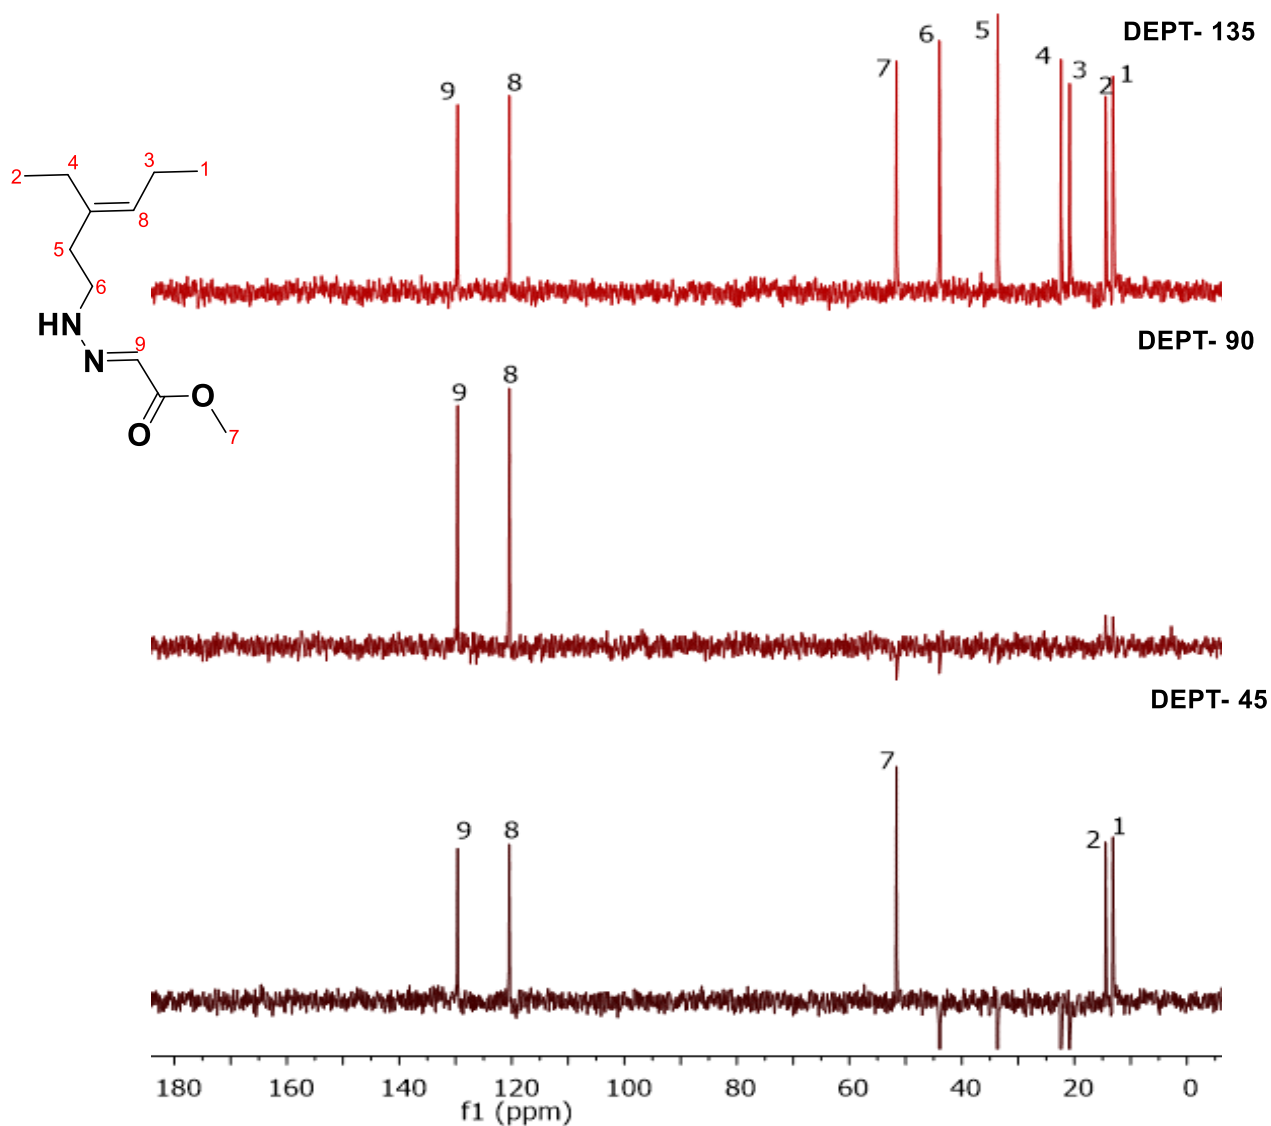 DEPT- 135
9 8 7 6 5 4 3 2 1
4 3 1
2
8
5
6
HN
N 9
O
O
7
DEPT- 90
9 8
DEPT- 45
9 8 7 2 1
180 160 140 120 100 80 60 40 20 0
f1 (ppm)